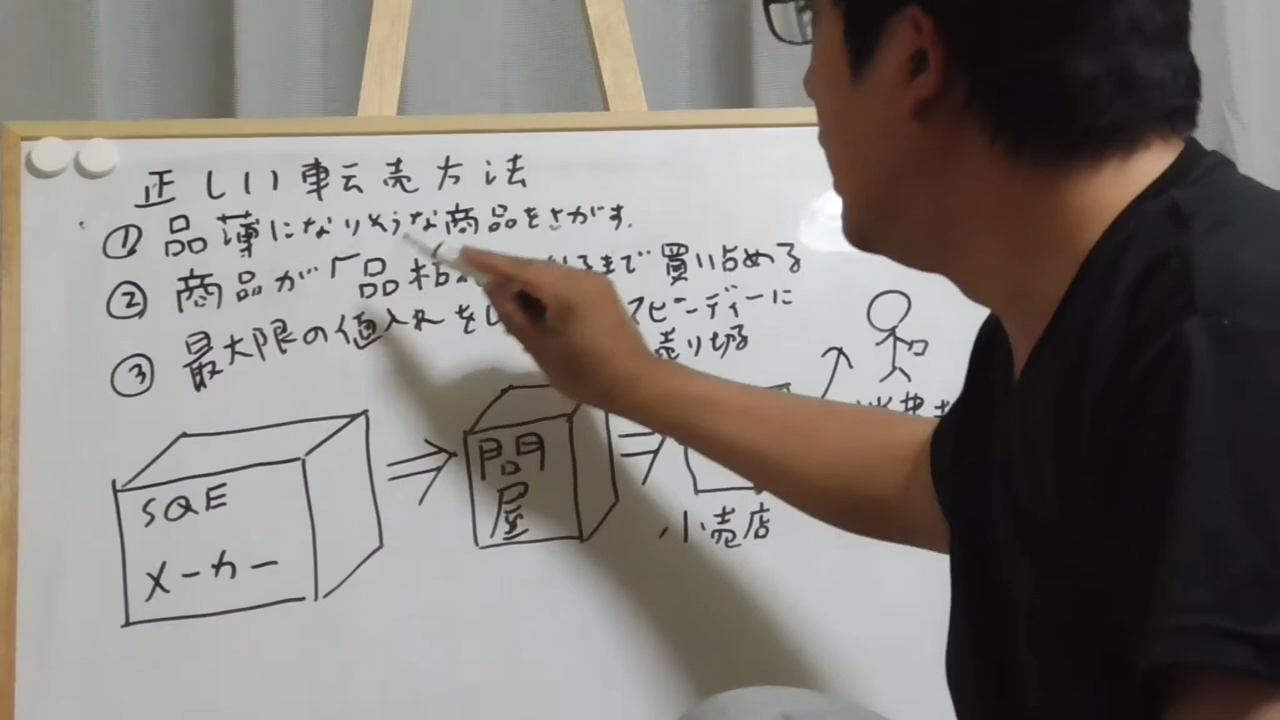 正しい転売方法
① 品薄になりそうな商品をさがす.
② 商品が「品 まで買い占める
③ 最大限の値入れをし スピーディーに
売り切る
SQE
メーカー
問屋
小売店